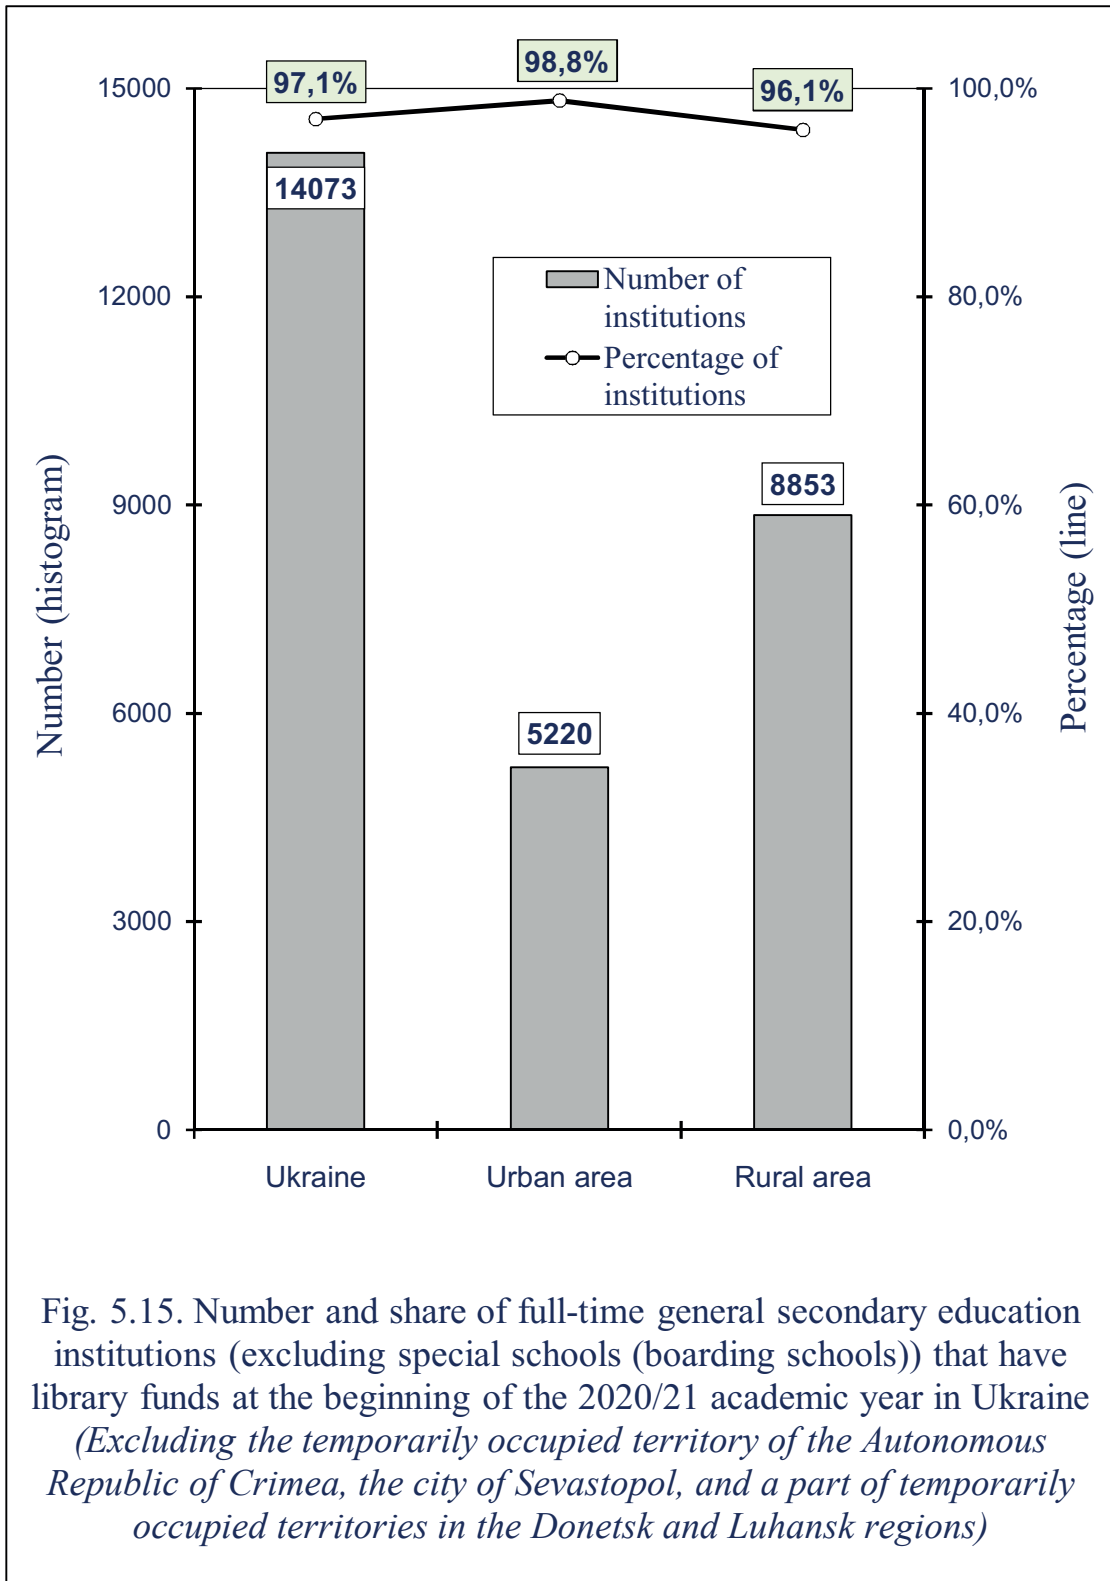 97,1%
98,8%
96,1%
15000
12000
9000
6000
3000
0
100,0%
80,0%
60,0%
40,0%
20,0%
0,0%
14073
5220
8853
Number of
institutions
Percentage of
institutions
Number (histogram)
Percentage (line)
Ukraine
Urban area
Rural area
Fig. 5.15. Number and share of full-time general secondary education
institutions (excluding special schools (boarding schools)) that have
library funds at the beginning of the 2020/21 academic year in Ukraine
(Excluding the temporarily occupied territory of the Autonomous
Republic of Crimea, the city of Sevastopol, and a part of temporarily
occupied territories in the Donetsk and Luhansk regions)